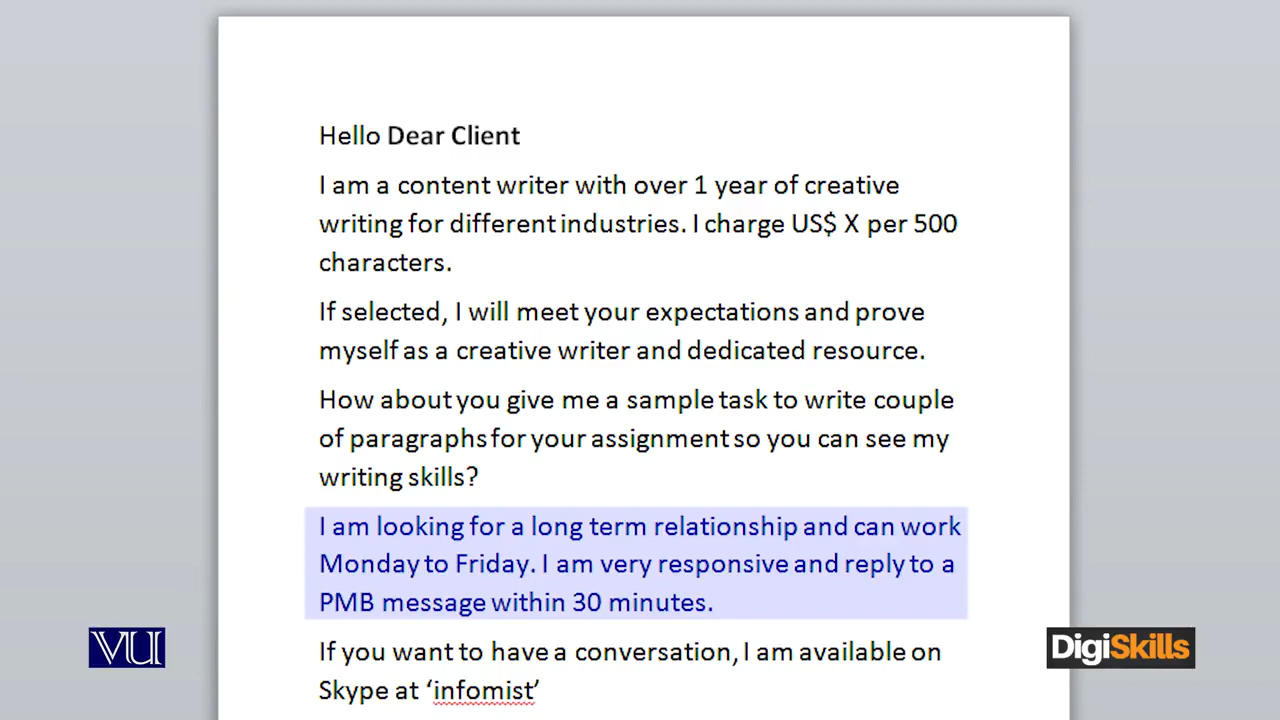 Hello Dear Client
I am a content writer with over 1 year of creative
writing for different industries. I charge US$ X per 500
characters.
If selected, I will meet your expectations and prove
myself as a creative writer and dedicated resource.
How about you give me a sample task to write couple
of paragraphs for your assignment so you can see my
writing skills?
I am looking for a long term relationship and can work
Monday to Friday. I am very responsive and reply to a
PMB message within 30 minutes.
If you want to have a conversation, I am available on
Skype at ‘infomist’
VU
DigiSkills